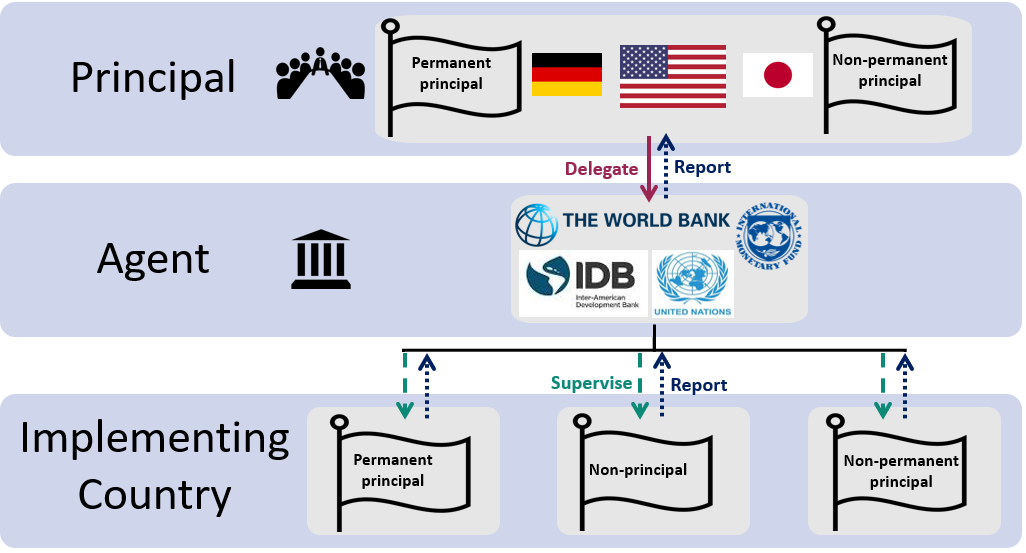 Principal
Permanent
principal
Non-permanent
principal
Delegate
Report
Agent
THE WORLD BANK
INTERNATIONAL MONETARY FUND
IDB
Inter-American
Development Bank
UNITED NATIONS
Supervise
Report
Implementing
Country
Permanent
principal
Non-principal
Non-permanent
principal